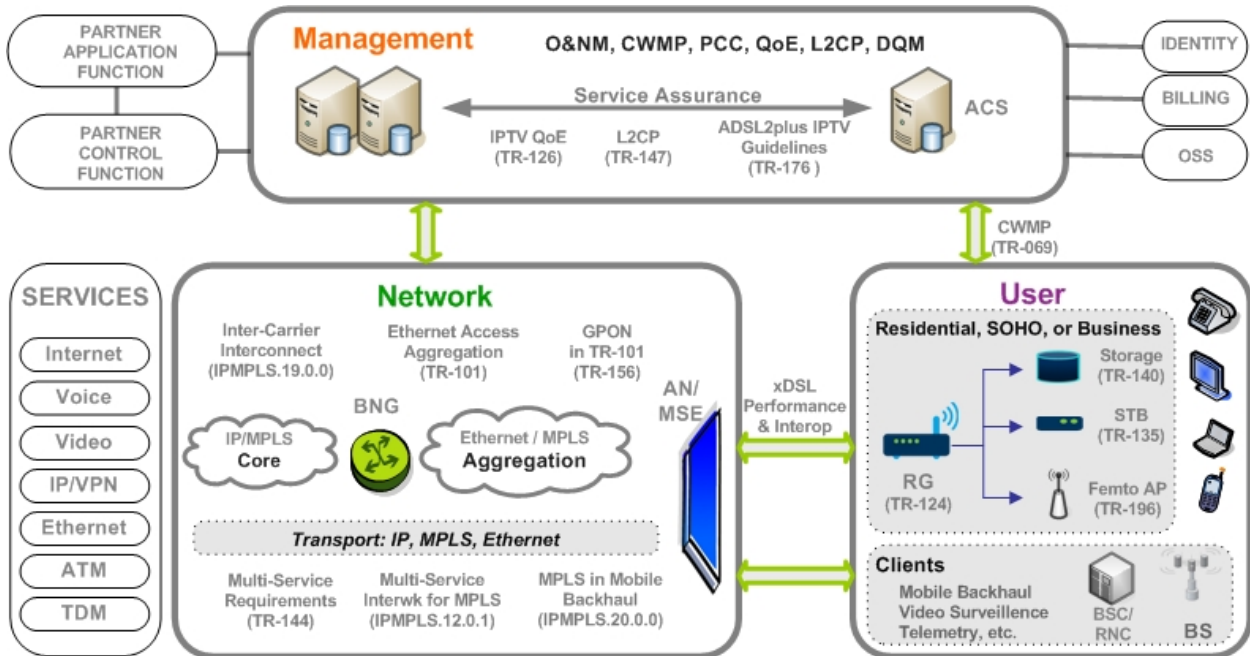 PARTNER
APPLICATION
FUNCTION
PARTNER
CONTROL
FUNCTION
Management
O&NM, CWMP, PCC, QoE, L2CP, DQM
Service Assurance
IPTV QoE
(TR-126)
L2CP
(TR-147)
ADSL2plus IPTV
Guidelines
(TR-176 )
ACS
IDENTITY
BILLING
OSS
CWMP
(TR-069)
SERVICES
Internet
Voice
Video
IP/VPN
Ethernet
ATM
TDM
Network
Inter-Carrier
Interconnect
(IPMPLS.19.0.0)
Ethernet Access
Aggregation
(TR-101)
GPON
in TR-101
(TR-156)
AN/
MSE
BNG
IP/MPLS
Core
Ethernet / MPLS
Aggregation
Transport: IP, MPLS, Ethernet
Multi-Service
Requirements
(TR-144)
Multi-Service
Interwk for MPLS
(IPMPLS.12.0.1)
MPLS in Mobile
Backhaul
(IPMPLS.20.0.0)
xDSL
Performance
& Interop
User
Residential, SOHO, or Business
Storage
(TR-140)
STB
(TR-135)
RG
(TR-124)
Femto AP
(TR-196)
Clients
Mobile Backhaul
Video Surveillence
Telemetry, etc.
BSC/
RNC
BS